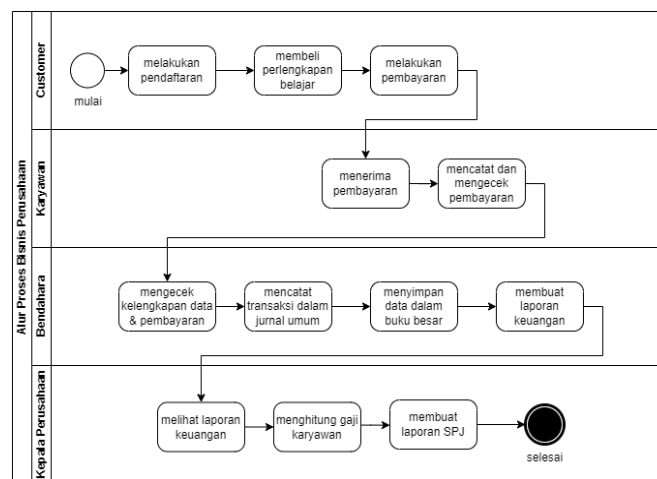 Alur Proses Bisnis Perusahaan
Customer
mulai
melakukan
pendaftaran
membeli
perlengkapan
belajar
melakukan
pembayaran
Karyawan
menerima
pembayaran
mencatat dan
mengecek
pembayaran
Bendahara
mengecek
kelengkapan data
& pembayaran
mencatat
transaksi dalam
jurnal umum
menyimpan
data dalam
buku besar
membuat
laporan
keuangan
Kepala Perusahaan
melihat laporan
keuangan
menghitung gaji
karyawan
membuat
laporan SPJ
selesai